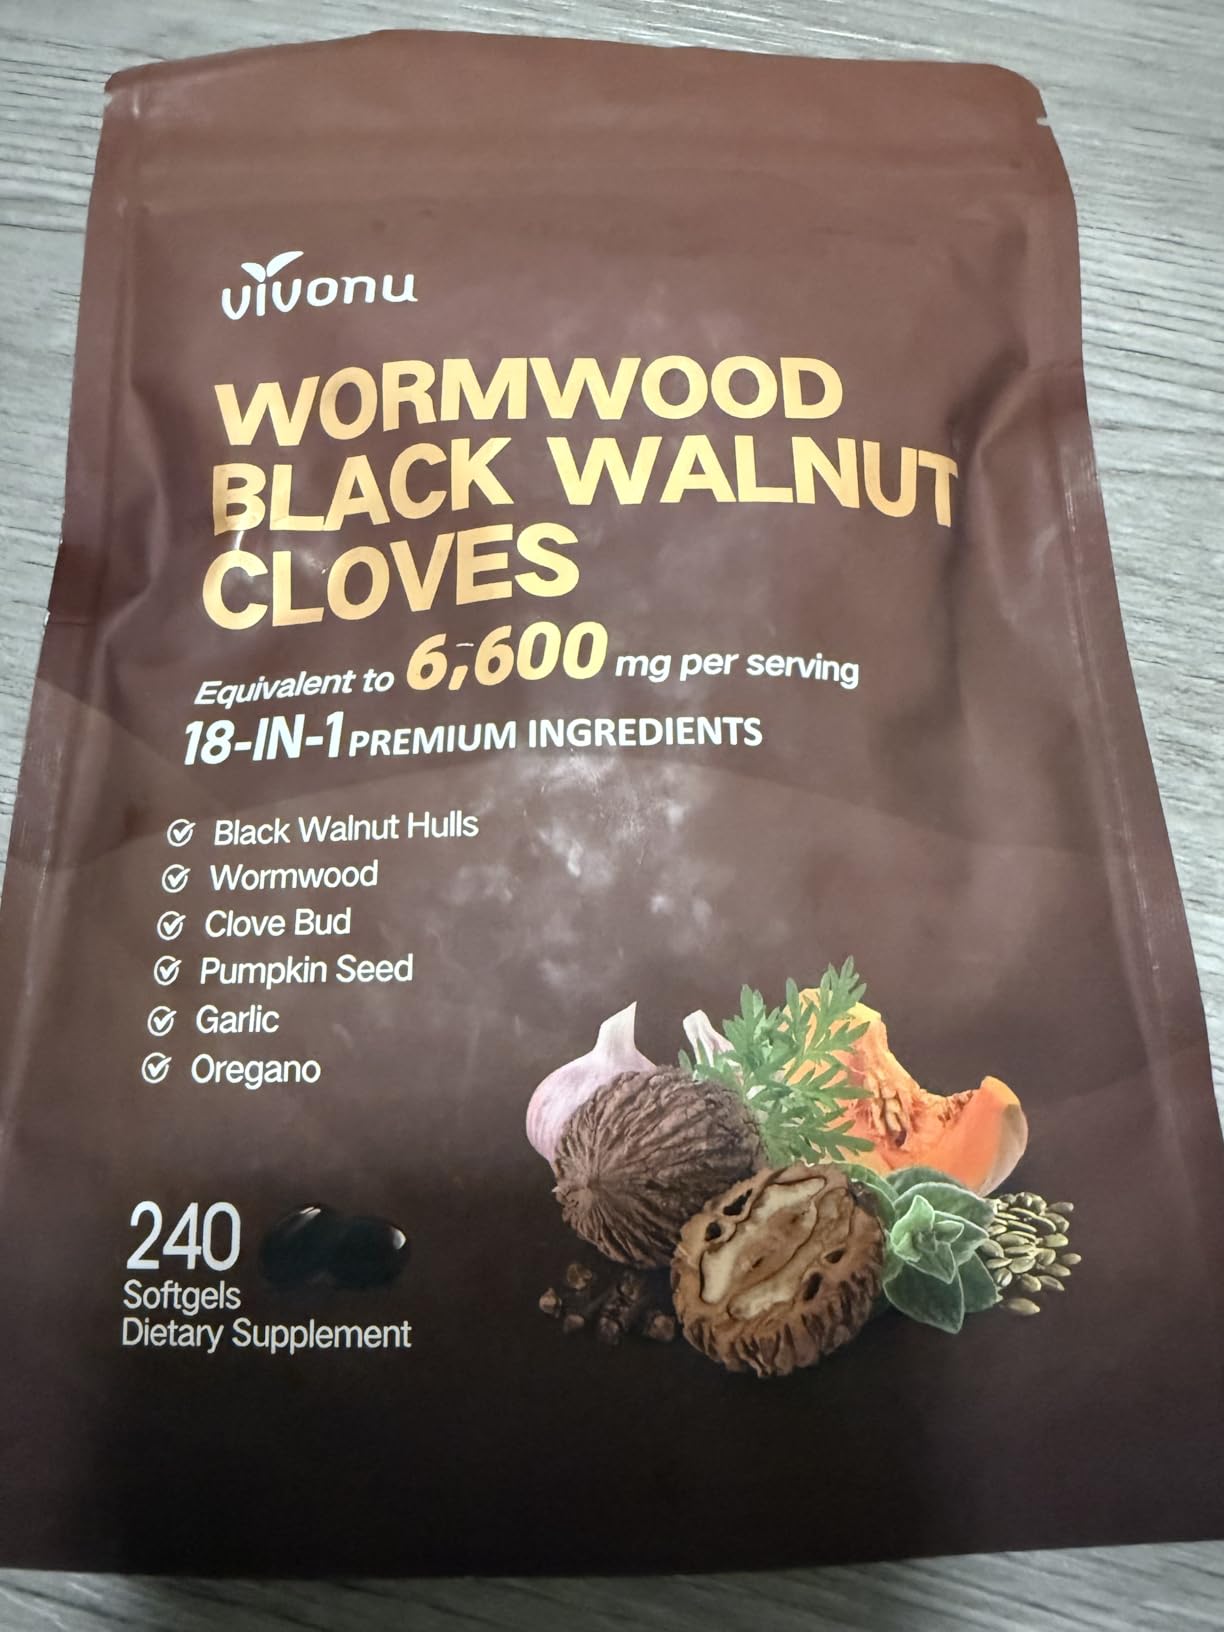 vivonu
WORMWOOD
BLACK WALNUT
CLOVES
Equivalent to 6,600 mg per serving
18-IN-1 PREMIUM INGREDIENTS
Black Walnut Hulls
Wormwood
Clove Bud
Pumpkin Seed
Garlic
Oregano
240
Softgels
Dietary Supplement